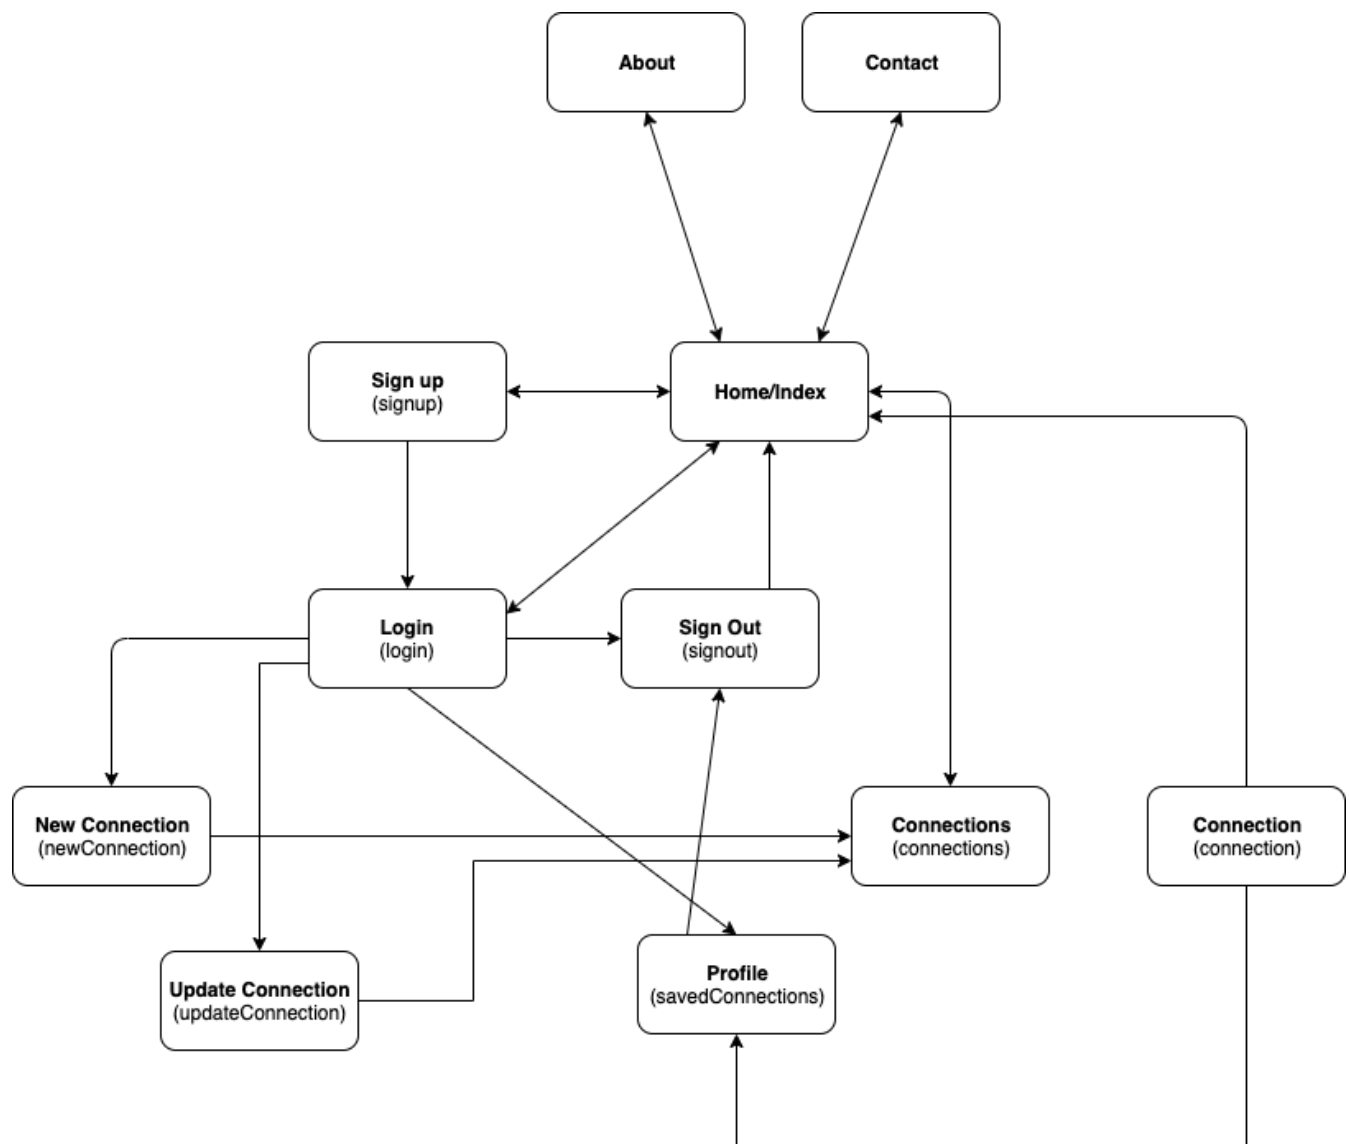 About
Contact
Sign up
(signup)
Home/Index
Login
(login)
Sign Out
(signout)
New Connection
(newConnection)
Connections
(connections)
Connection
(connection)
Update Connection
(updateConnection)
Profile
(savedConnections)